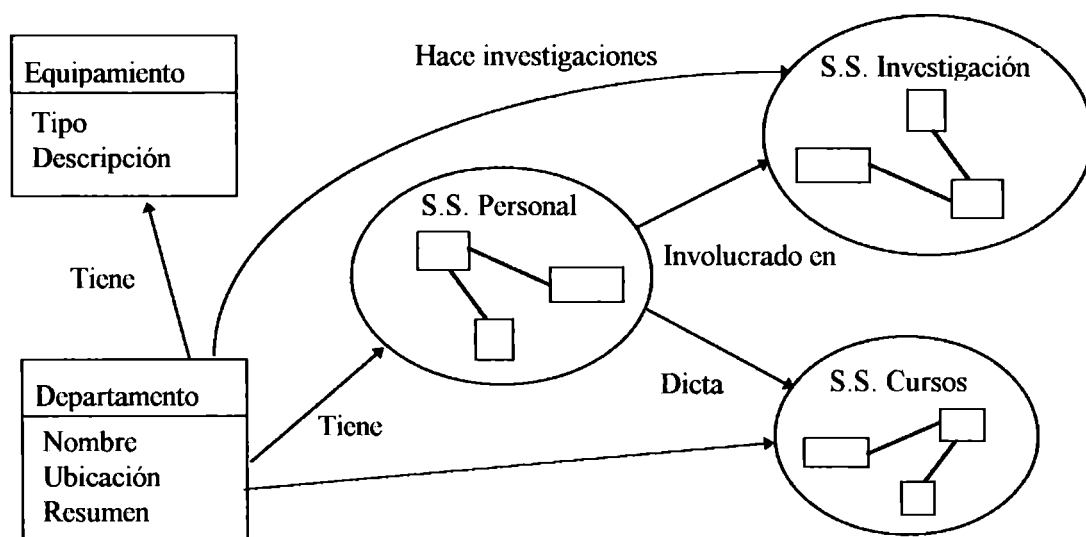 Equipamiento
Tipo
Descripción
Hace investigaciones
S.S. Investigación
S.S. Personal
Involucrado en
Tiene
Departamento
Nombre
Ubicación
Resumen
Tiene
Dicta
S.S. Cursos